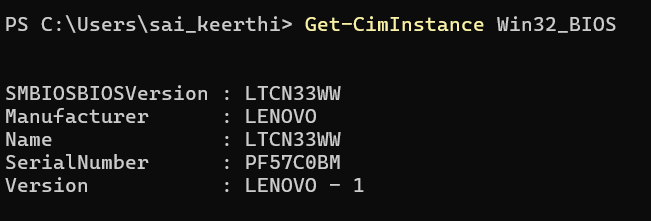 PS C:\Users\sai_keerthi> Get-CimInstance Win32_BIOS
SMBIOSBIOSVersion : LTCN33WW
Manufacturer      : LENOVO
Name              : LTCN33WW
SerialNumber      : PF57C0BM
Version           : LENOVO - 1